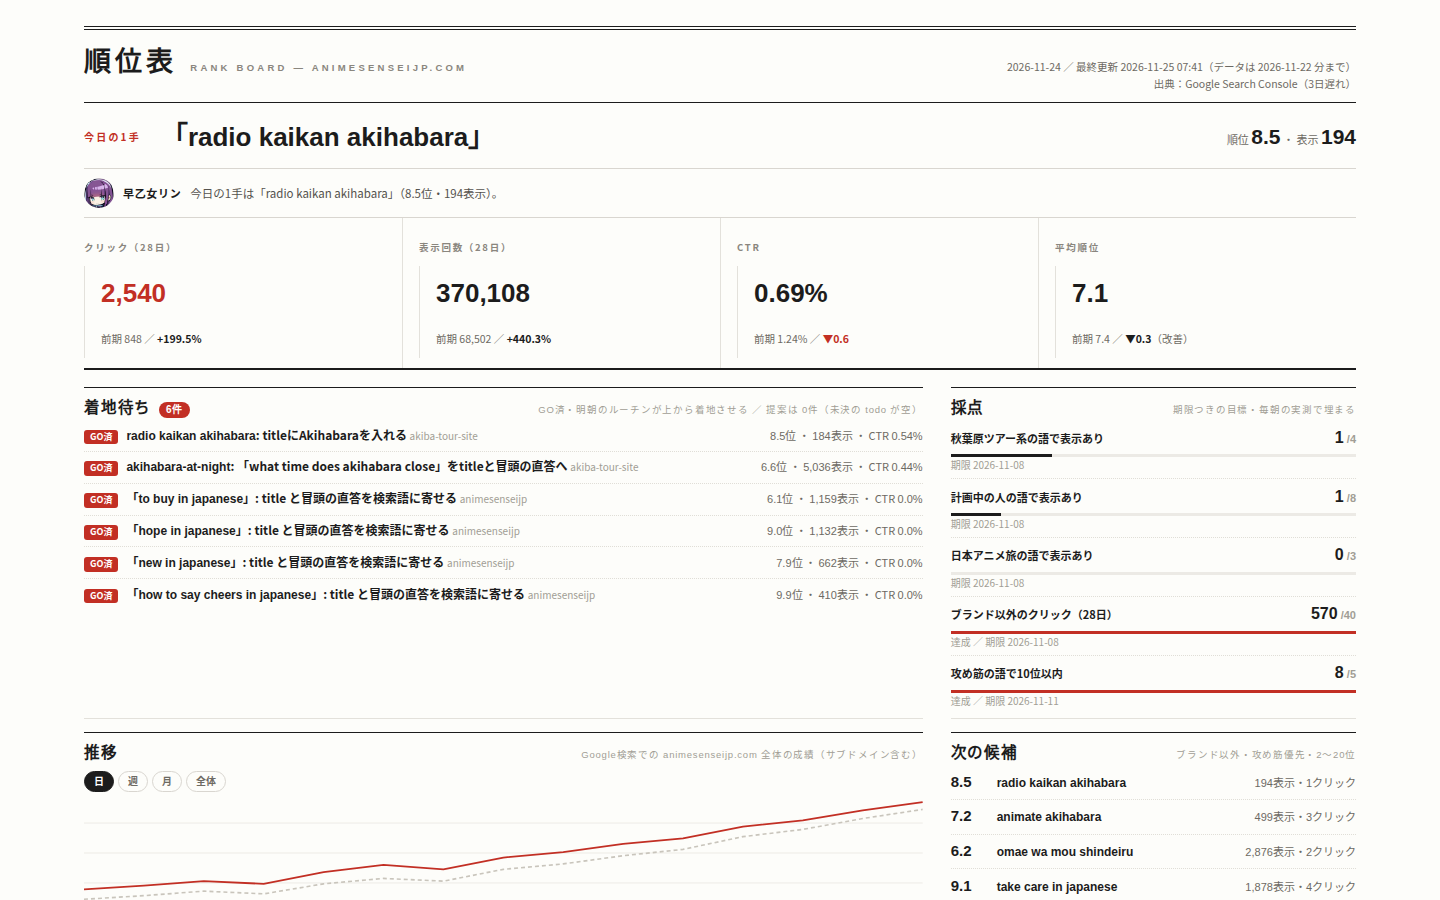 順位表 RANK BOARD — ANIMESENSEIJP.COM
2026-11-24 ／ 最終更新 2026-11-25 07:41（データは 2026-11-22 分まで）
出典：Google Search Console（3日遅れ）
今日の1手 「radio kaikan akihabara」 順位 8.5 ・ 表示 194
早乙女リン 今日の1手は「radio kaikan akihabara」（8.5位・194表示）。
クリック（28日） 表示回数（28日） CTR 平均順位
2,540 370,108 0.69% 7.1
前期 848 ／ +199.5% 前期 68,502 ／ +440.3% 前期 1.24% ／ ▼0.6 前期 7.4 ／ ▼0.3（改善）
着地待ち 6件 GO済・明朝のルーチンが上から着地させる ／ 提案は 0件（未決の todo が空）
GO済 radio kaikan akihabara: titleにAkihabaraを入れる akiba-tour-site 8.5位 ・ 184表示 ・ CTR 0.54%
GO済 akihabara-at-night: 「what time does akihabara close」をtitleと冒頭の直答へ akiba-tour-site 6.6位 ・ 5,036表示 ・ CTR 0.44%
GO済 「to buy in japanese」: title と冒頭の直答を検索語に寄せる animesenseijp 6.1位 ・ 1,159表示 ・ CTR 0.0%
GO済 「hope in japanese」: title と冒頭の直答を検索語に寄せる animesenseijp 9.0位 ・ 1,132表示 ・ CTR 0.0%
GO済 「new in japanese」: title と冒頭の直答を検索語に寄せる animesenseijp 7.9位 ・ 662表示 ・ CTR 0.0%
GO済 「how to say cheers in japanese」: title と冒頭の直答を検索語に寄せる animesenseijp 9.9位 ・ 410表示 ・ CTR 0.0%
採点 期限つきの目標・毎朝の実測で埋まる
秋葉原ツアー系の語で表示あり 1 /4
期限 2026-11-08
計画中の人の語で表示あり 1 /8
期限 2026-11-08
日本アニメ旅の語で表示あり 0 /3
期限 2026-11-08
ブランド以外のクリック（28日） 570 /40
達成 ／ 期限 2026-11-08
攻め筋の語で10位以内 8 /5
達成 ／ 期限 2026-11-11
推移 Google検索での animesenseijp.com 全体の成績（サブドメイン含む）
日 週 月 全体
次の候補 ブランド以外・攻め筋優先・2〜20位
8.5 radio kaikan akihabara 194表示・1クリック
7.2 animate akihabara 499表示・3クリック
6.2 omae wa mou shindeiru 2,876表示・2クリック
9.1 take care in japanese 1,878表示・4クリック